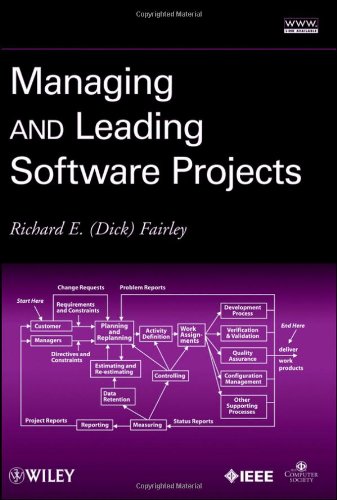 WWW.
LINK AVAILABLE
Managing
AND Leading
Software Projects
Richard E. (Dick) Fairley
Change Requests
Problem Reports
Start Here
Requirements
and Constraints
Customer
Managers
Directives and
Constraints
Planning
and
Replanning
Estimating and
Re-estimating
Data
Retention
Activity
Definition
Work
Assign-
ments
Controlling
Development
Process
Verification
& Validation
Quality
Assurance
Configuration
Management
Other
Supporting
Processes
End Here
deliver
work
products
Project Reports
Reporting
Measuring
Status Reports
WILEY
IEEE
COMPUTER
SOCIETY